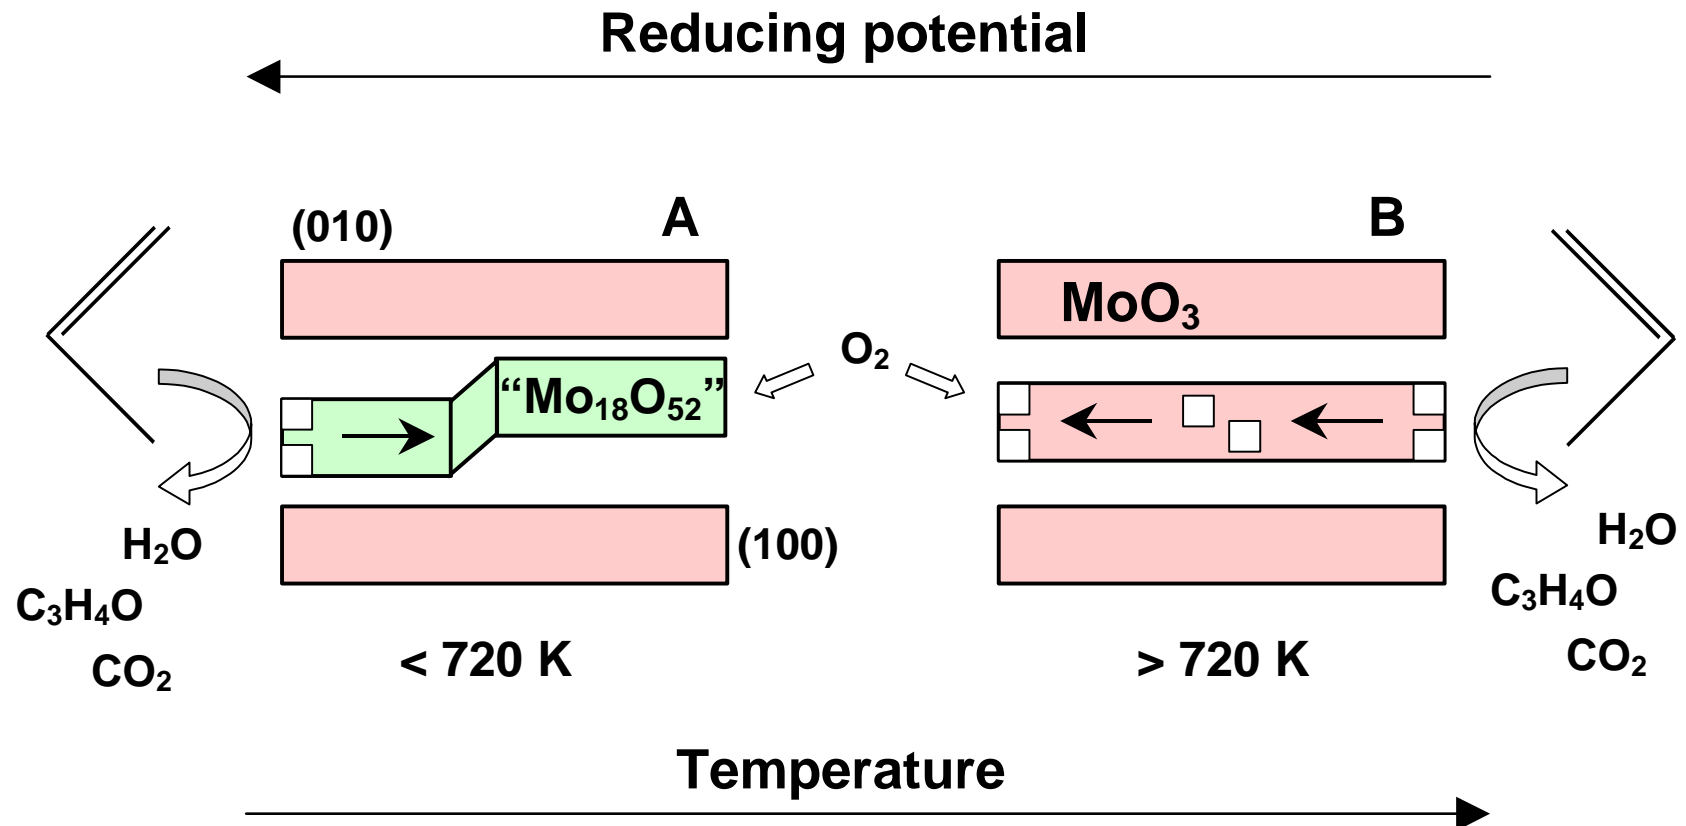 Reducing potential
(010)
A
B
MoO₃
O₂
“Mo₁₈O₅₂”
(100)
H₂O
C₃H₄O
CO₂
H₂O
C₃H₄O
CO₂
< 720 K
> 720 K
Temperature